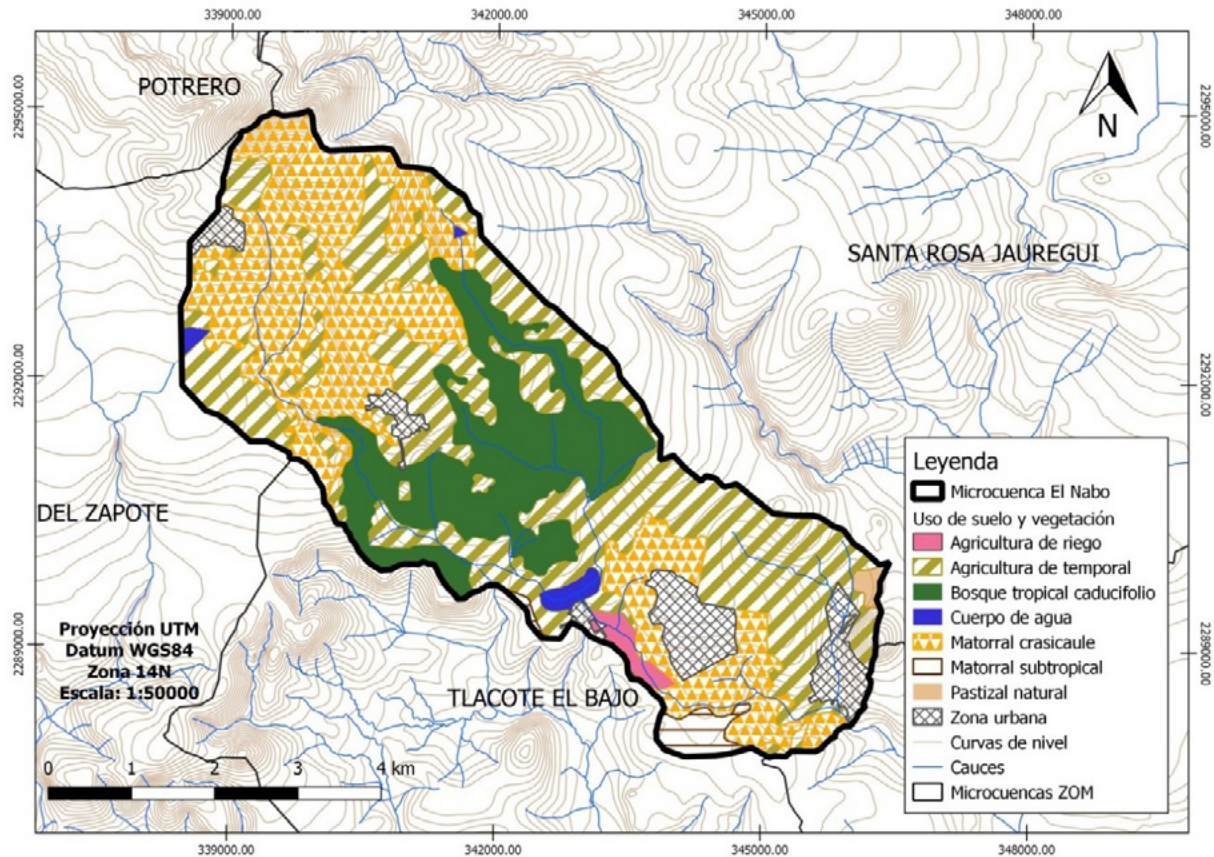 339000.00
342000.00
345000.00
348000.00
POTRERO
2295000.00
2295000.00
N
SANTA ROSA JAUREGUI
2292000.00
2292000.00
DEL ZAPOTE
TLACOTE EL BAJO
2289000.00
2289000.00
Proyección UTM
Datum WGS84
Zona 14N
Escala: 1:50000
0 1 2 3 4 km
Leyenda
Microcuenca El Nabo
Uso de suelo y vegetación
Agricultura de riego
Agricultura de temporal
Bosque tropical caducifolio
Cuerpo de agua
Matorral crasicaule
Matorral subtropical
Pastizal natural
Zona urbana
Curvas de nivel
Cauces
Microcuencas ZOM
339000.00
342000.00
345000.00
348000.00